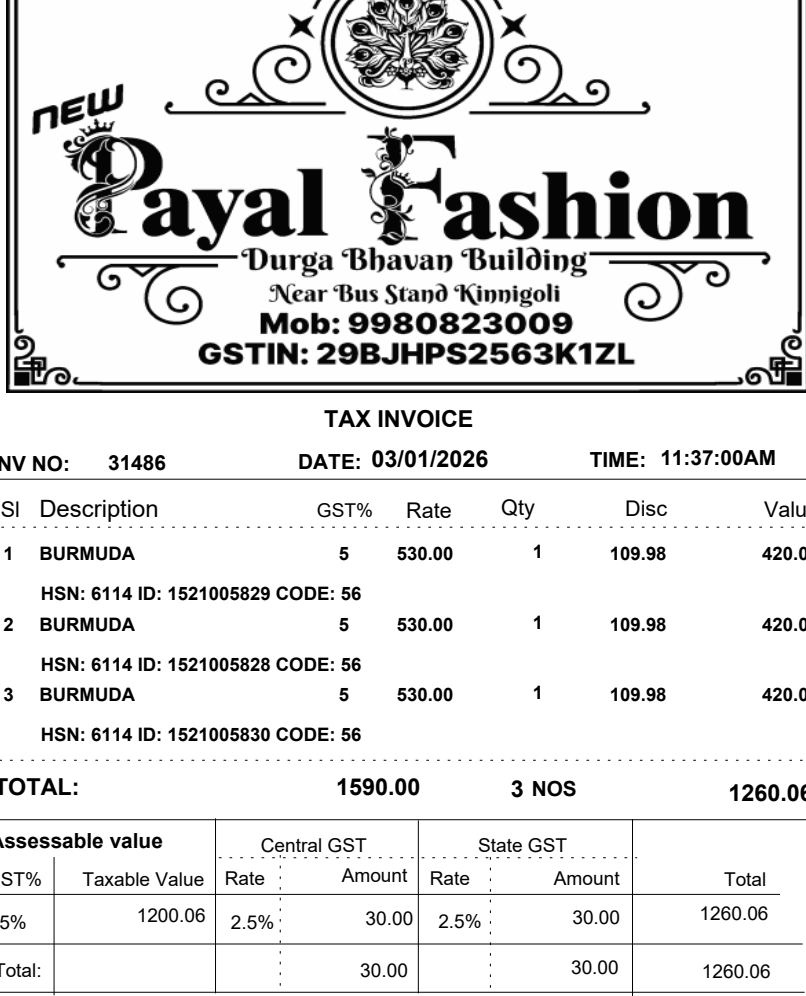 NEW
Payal Fashion
Durga Bhavan Building
Near Bus Stand Kinnigoli
Mob: 9980823009
GSTIN: 29BJHPS2563K1ZL
TAX INVOICE
NV NO: 31486 DATE: 03/01/2026 TIME: 11:37:00AM
Sl Description GST% Rate Qty Disc Valu
1 BURMUDA 5 530.00 1 109.98 420.0
HSN: 6114 ID: 1521005829 CODE: 56
2 BURMUDA 5 530.00 1 109.98 420.0
HSN: 6114 ID: 1521005828 CODE: 56
3 BURMUDA 5 530.00 1 109.98 420.0
HSN: 6114 ID: 1521005830 CODE: 56
TOTAL: 1590.00 3 NOS 1260.06
Assessable value Central GST State GST
ST% Taxable Value Rate Amount Rate Amount Total
5% 1200.06 2.5% 30.00 2.5% 30.00 1260.06
Total: 30.00 30.00 1260.06